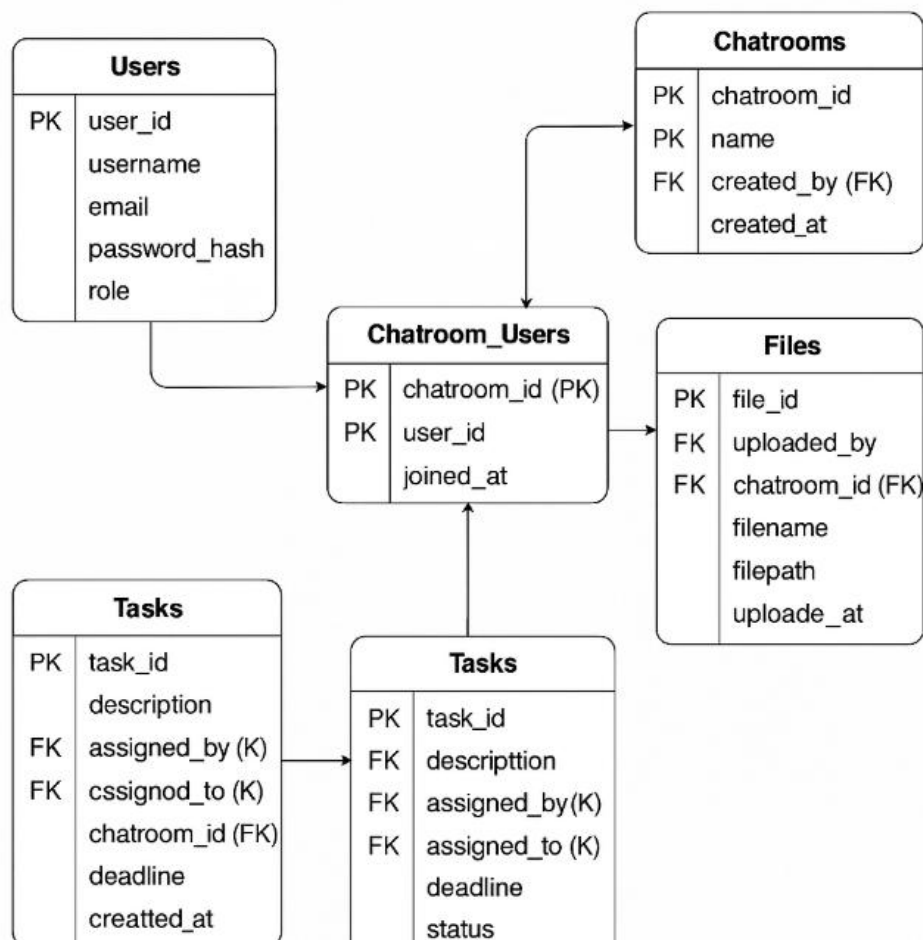 Users
PK user_id
username
email
password_hash
role
Chatrooms
PK chatroom_id
PK name
FK created_by (FK)
created_at
Chatroom_Users
PK chatroom_id (PK)
PK user_id
joined_at
Files
PK file_id
FK uploaded_by
FK chatroom_id (FK)
filename
filepath
uploade_at
Tasks
PK task_id
description
FK assigned_by (K)
FK cssignod_to (K)
chatroom_id (FK)
deadline
creatted_at
Tasks
PK task_id
FK descripttion
FK assigned_by (K)
FK assigned_to (K)
deadline
status